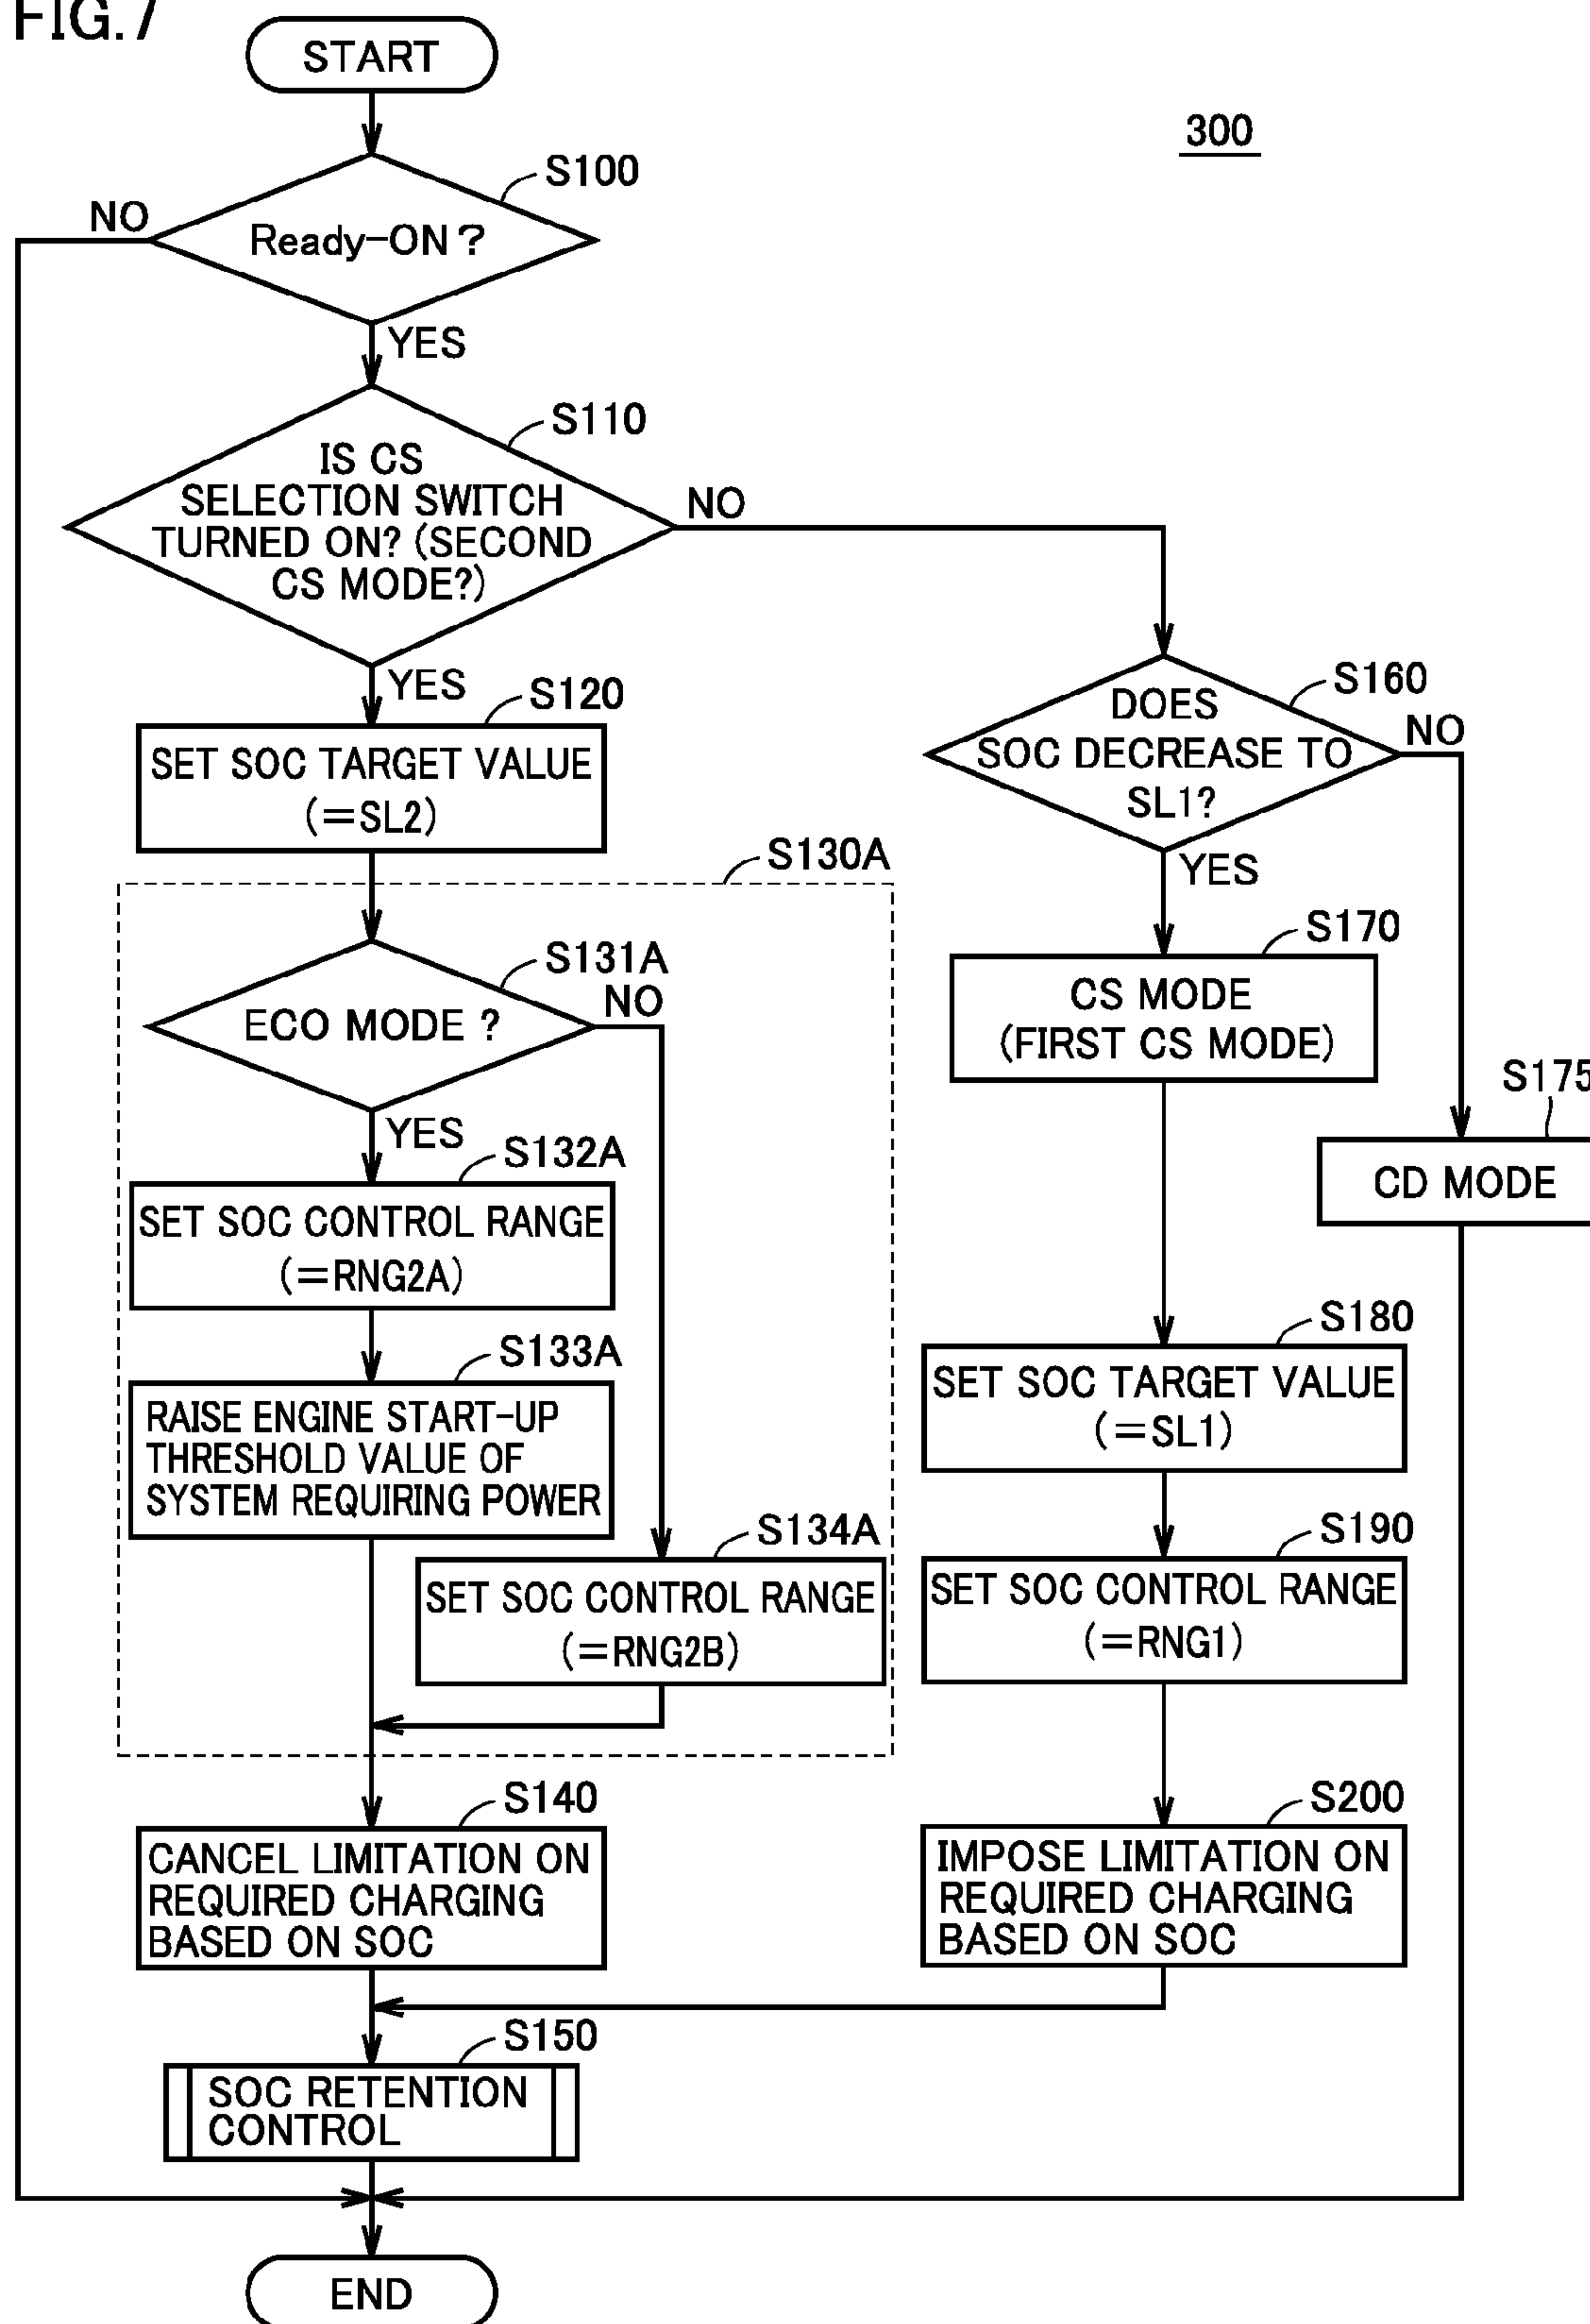 FIG.7
START
300
S100
NO
Ready-ON?
YES
S110
IS CS
SELECTION SWITCH
TURNED ON? (SECOND
CS MODE?)
NO
YES
S120
SET SOC TARGET VALUE
(=SL2)
S160
DOES
SOC DECREASE TO
SL1?
NO
YES
S130A
S131A
ECO MODE ?
NO
YES
S170
CS MODE
(FIRST CS MODE)
S175
CD MODE
S132A
SET SOC CONTROL RANGE
(=RNG2A)
S133A
RAISE ENGINE START-UP
THRESHOLD VALUE OF
SYSTEM REQUIRING POWER
S134A
SET SOC CONTROL RANGE
(=RNG2B)
S180
SET SOC TARGET VALUE
(=SL1)
S190
SET SOC CONTROL RANGE
(=RNG1)
S140
CANCEL LIMITATION ON
REQUIRED CHARGING
BASED ON SOC
S200
IMPOSE LIMITATION ON
REQUIRED CHARGING
BASED ON SOC
S150
SOC RETENTION
CONTROL
END